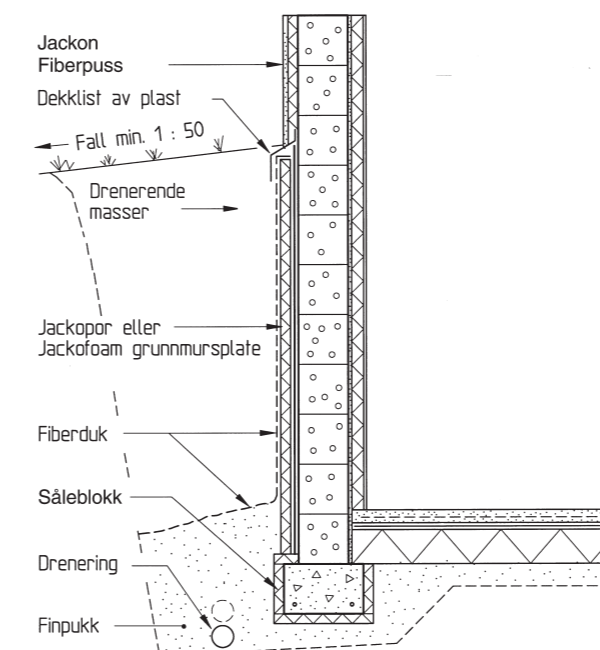 Jackon
Fiberpuss
Dekklist av plast
Fall min. 1 : 50
Drenerende
masser
Jackopor eller
Jackofoam grunnmursplate
Fiberduk
Såleblokk
Drenering
Finpukk